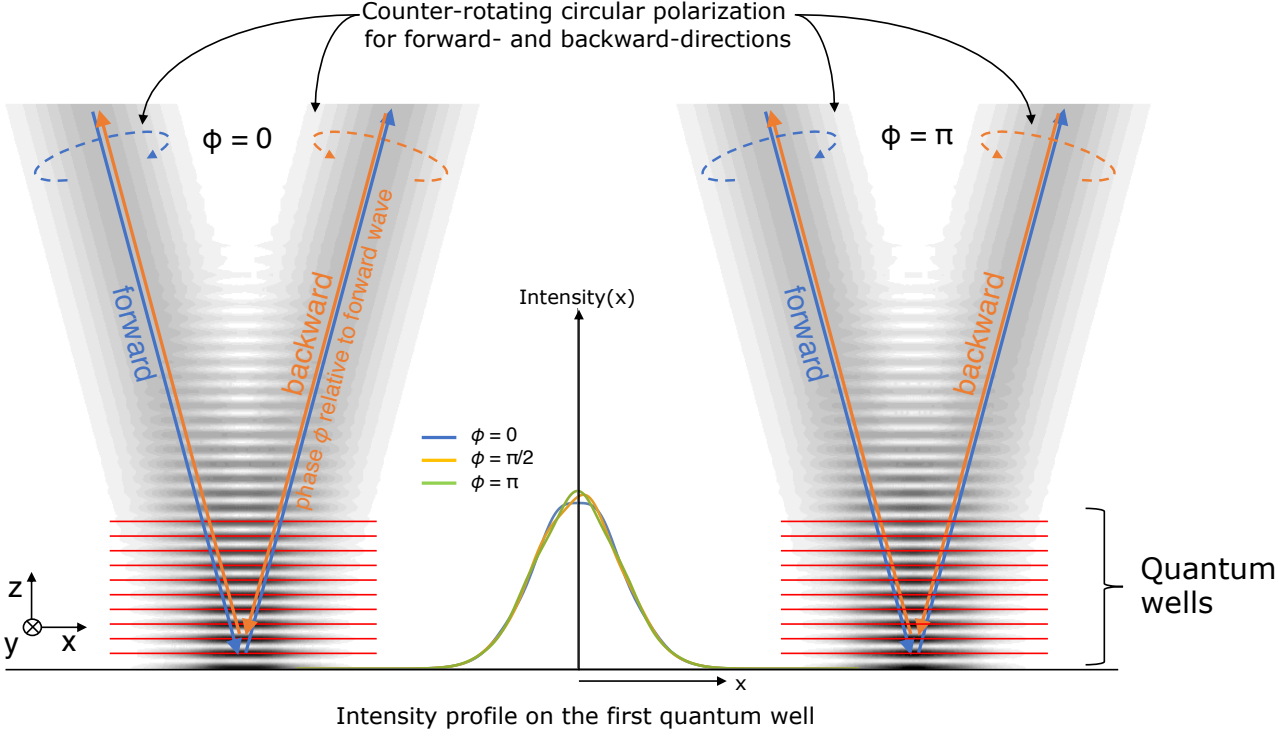 Counter-rotating circular polarization
for forward- and backward-directions
ϕ = 0
ϕ = π
forward
backward
phase ϕ relative to forward wave
forward
backward
Intensity(x)
ϕ = 0
ϕ = π/2
ϕ = π
Quantum
wells
z
y
x
x
Intensity profile on the first quantum well